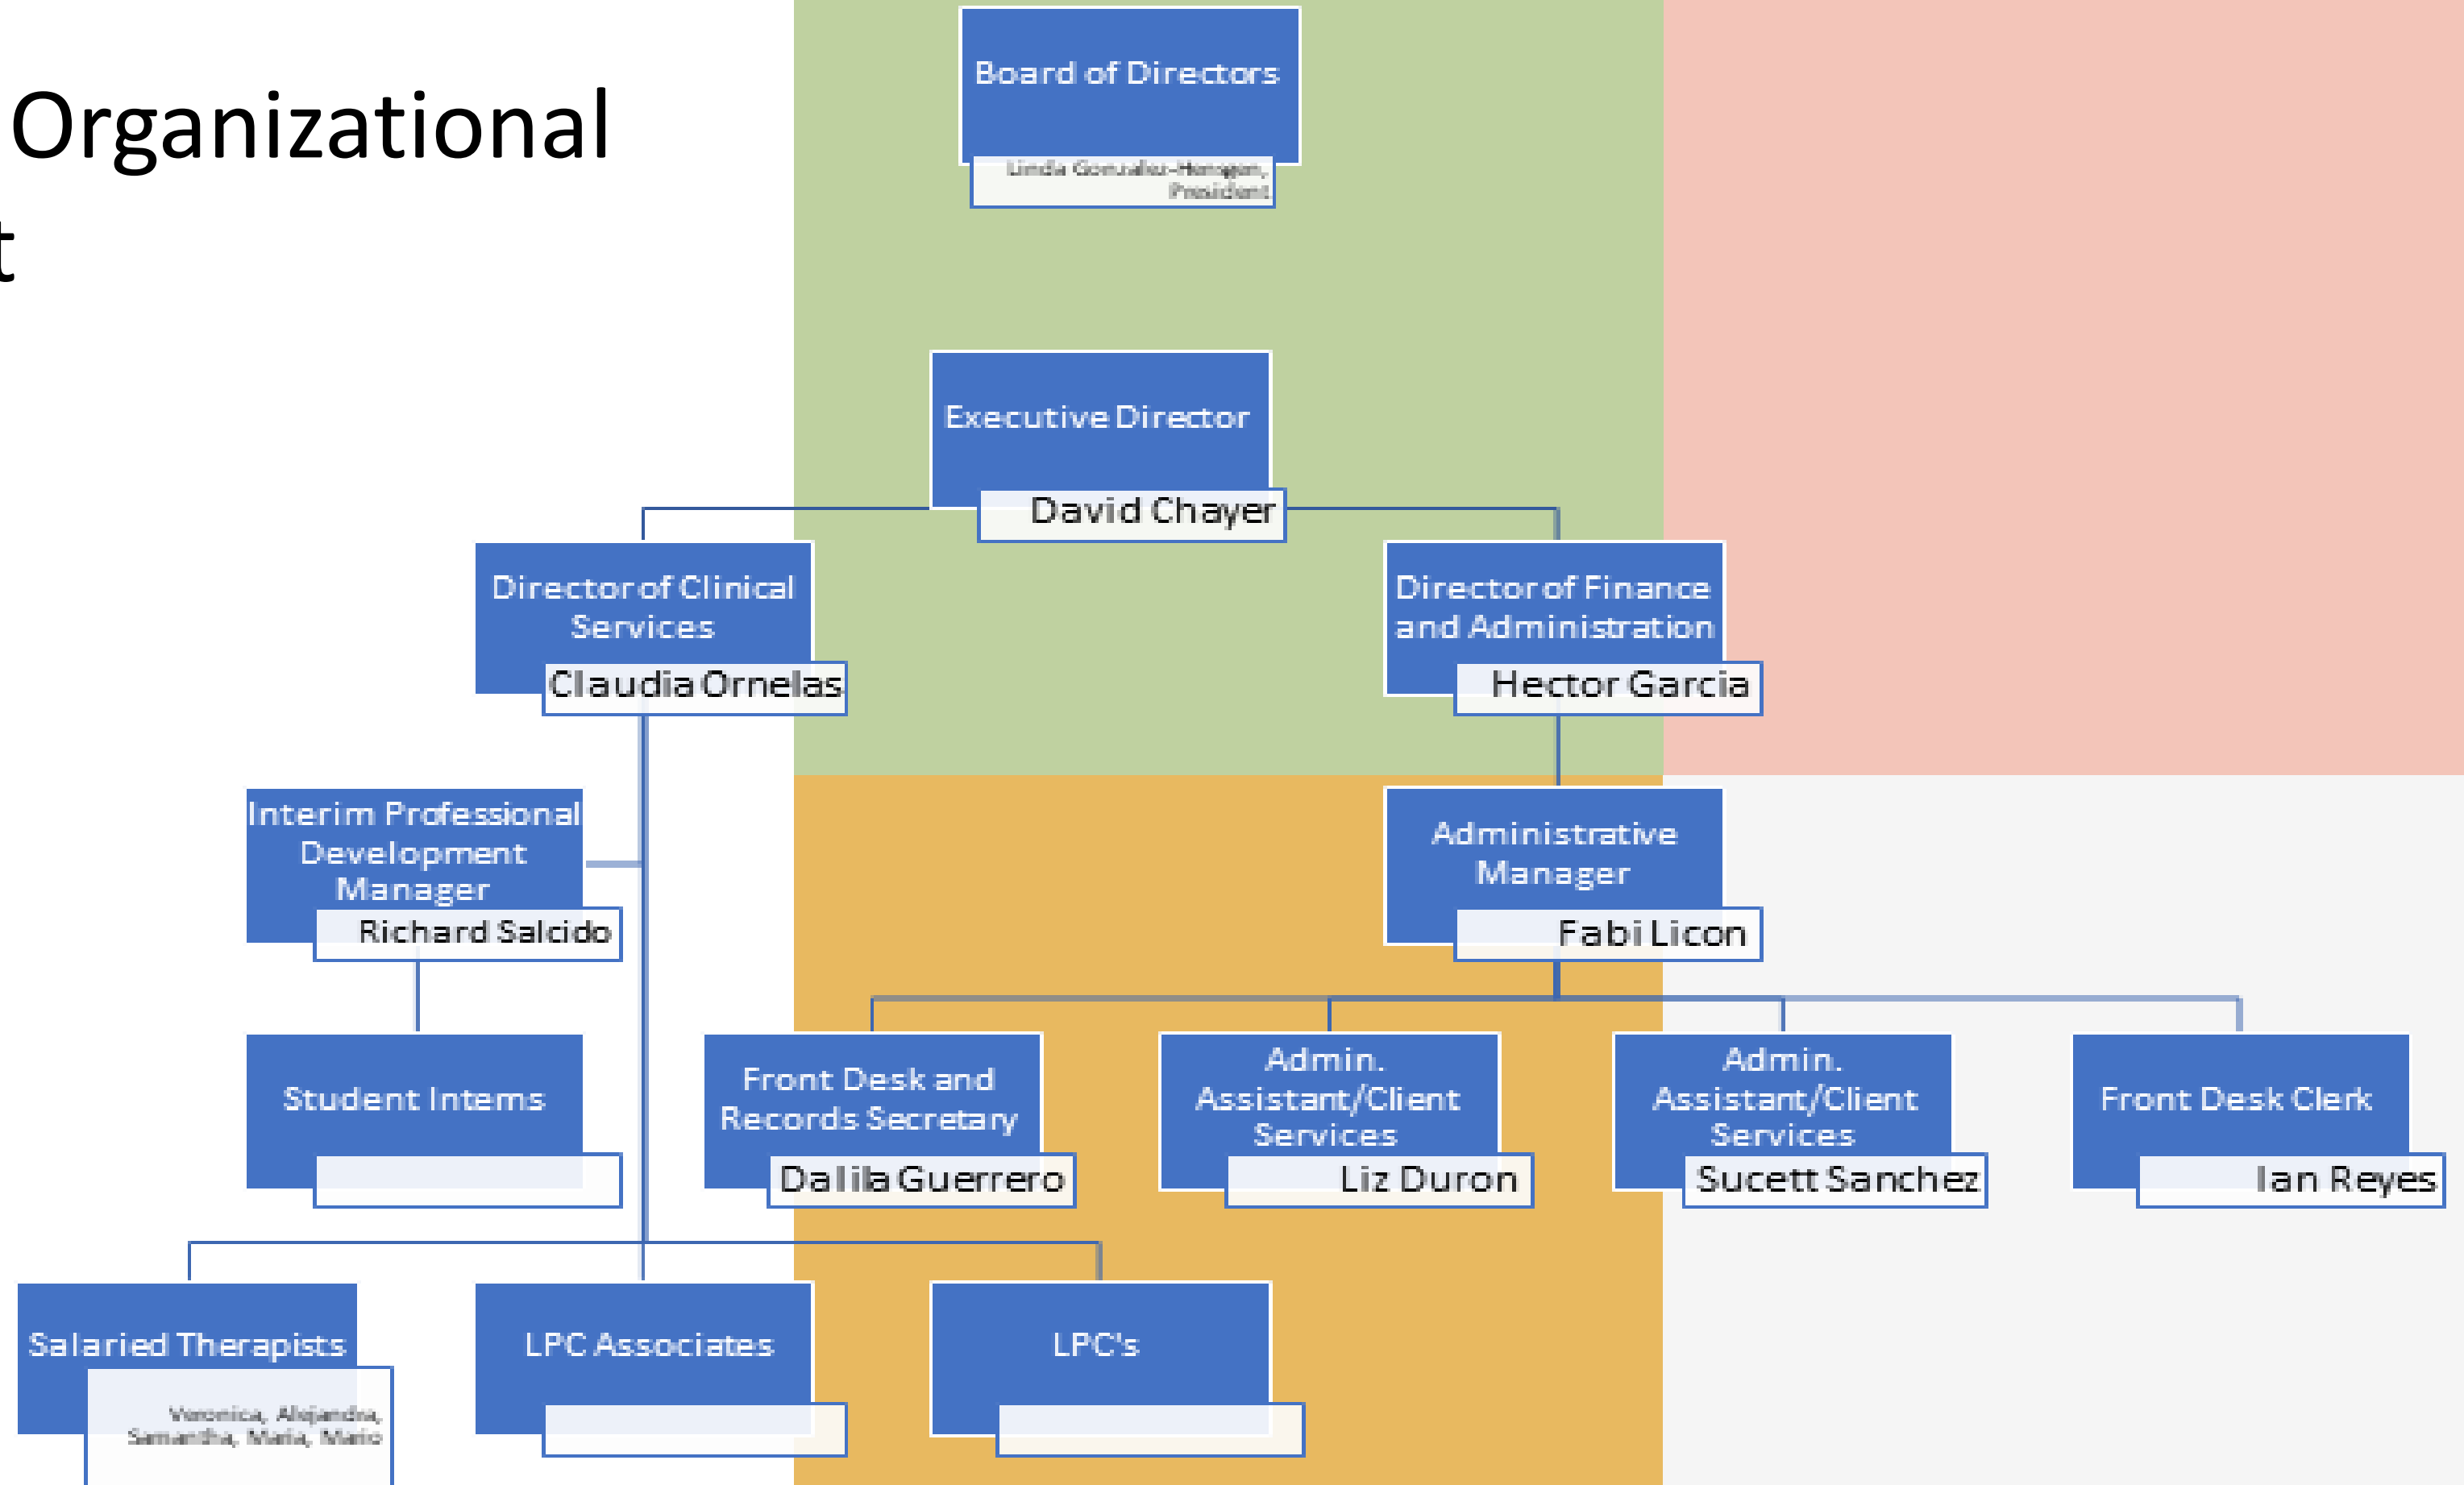 Organizational
t
Board of Directors
President
Executive Director
David Chayer
Director of Clinical
Services
Claudia Ornelas
Director of Finance
and Administration
Hector Garcia
Interim Professional
Development
Manager
Richard Salcido
Administrative
Manager
Fabi Licon
Student Interns
Front Desk and
Records Secretary
Dalila Guerrero
Admin.
Assistant/Client
Services
Liz Duron
Admin.
Assistant/Client
Services
Sucett Sanchez
Front Desk Clerk
Ian Reyes
Salaried Therapists
Veronica, Alejandra,
Samantha, Maria, Mario
LPC Associates
LPC's